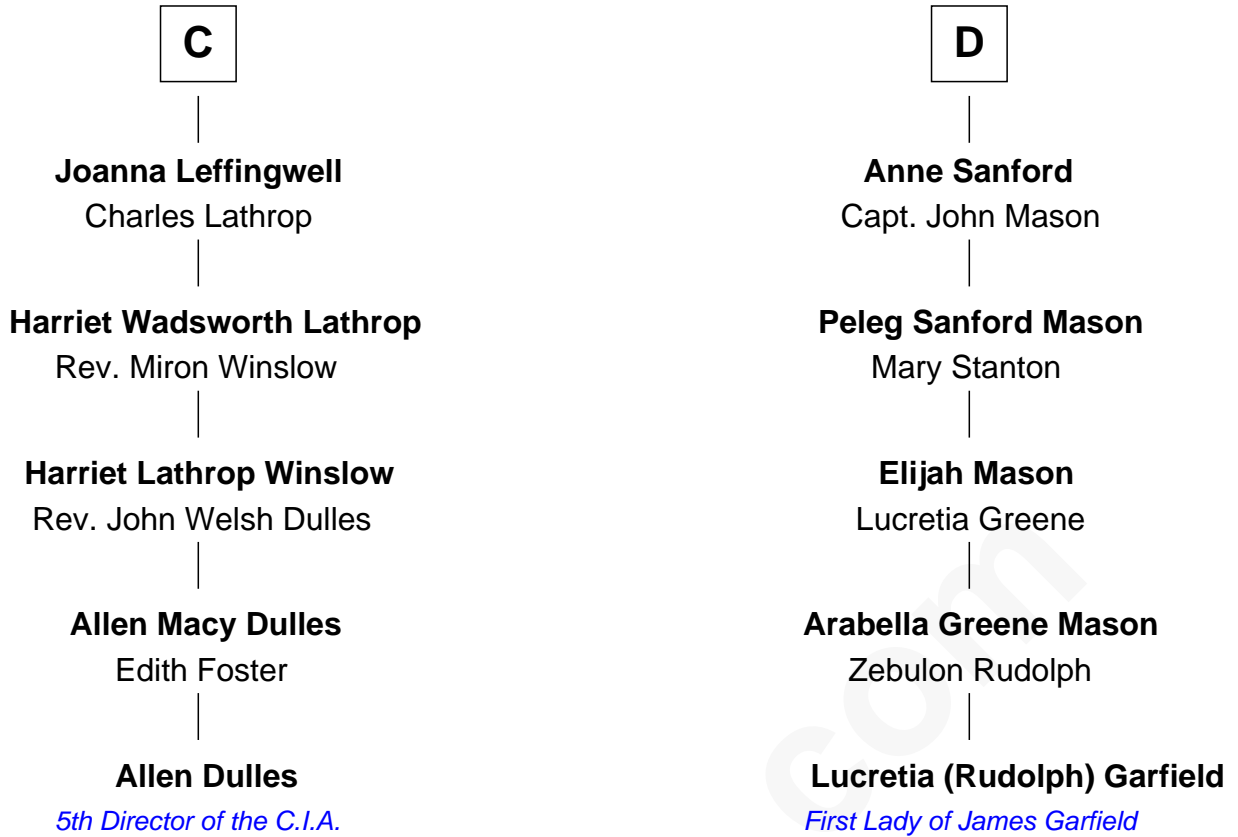 C
Joanna Leffingwell
Charles Lathrop
Harriet Wadsworth Lathrop
Rev. Miron Winslow
Harriet Lathrop Winslow
Rev. John Welsh Dulles
Allen Macy Dulles
Edith Foster
Allen Dulles
5th Director of the C.I.A.
D
Anne Sanford
Capt. John Mason
Peleg Sanford Mason
Mary Stanton
Elijah Mason
Lucretia Greene
Arabella Greene Mason
Zebulon Rudolph
Lucretia (Rudolph) Garfield
First Lady of James Garfield
com